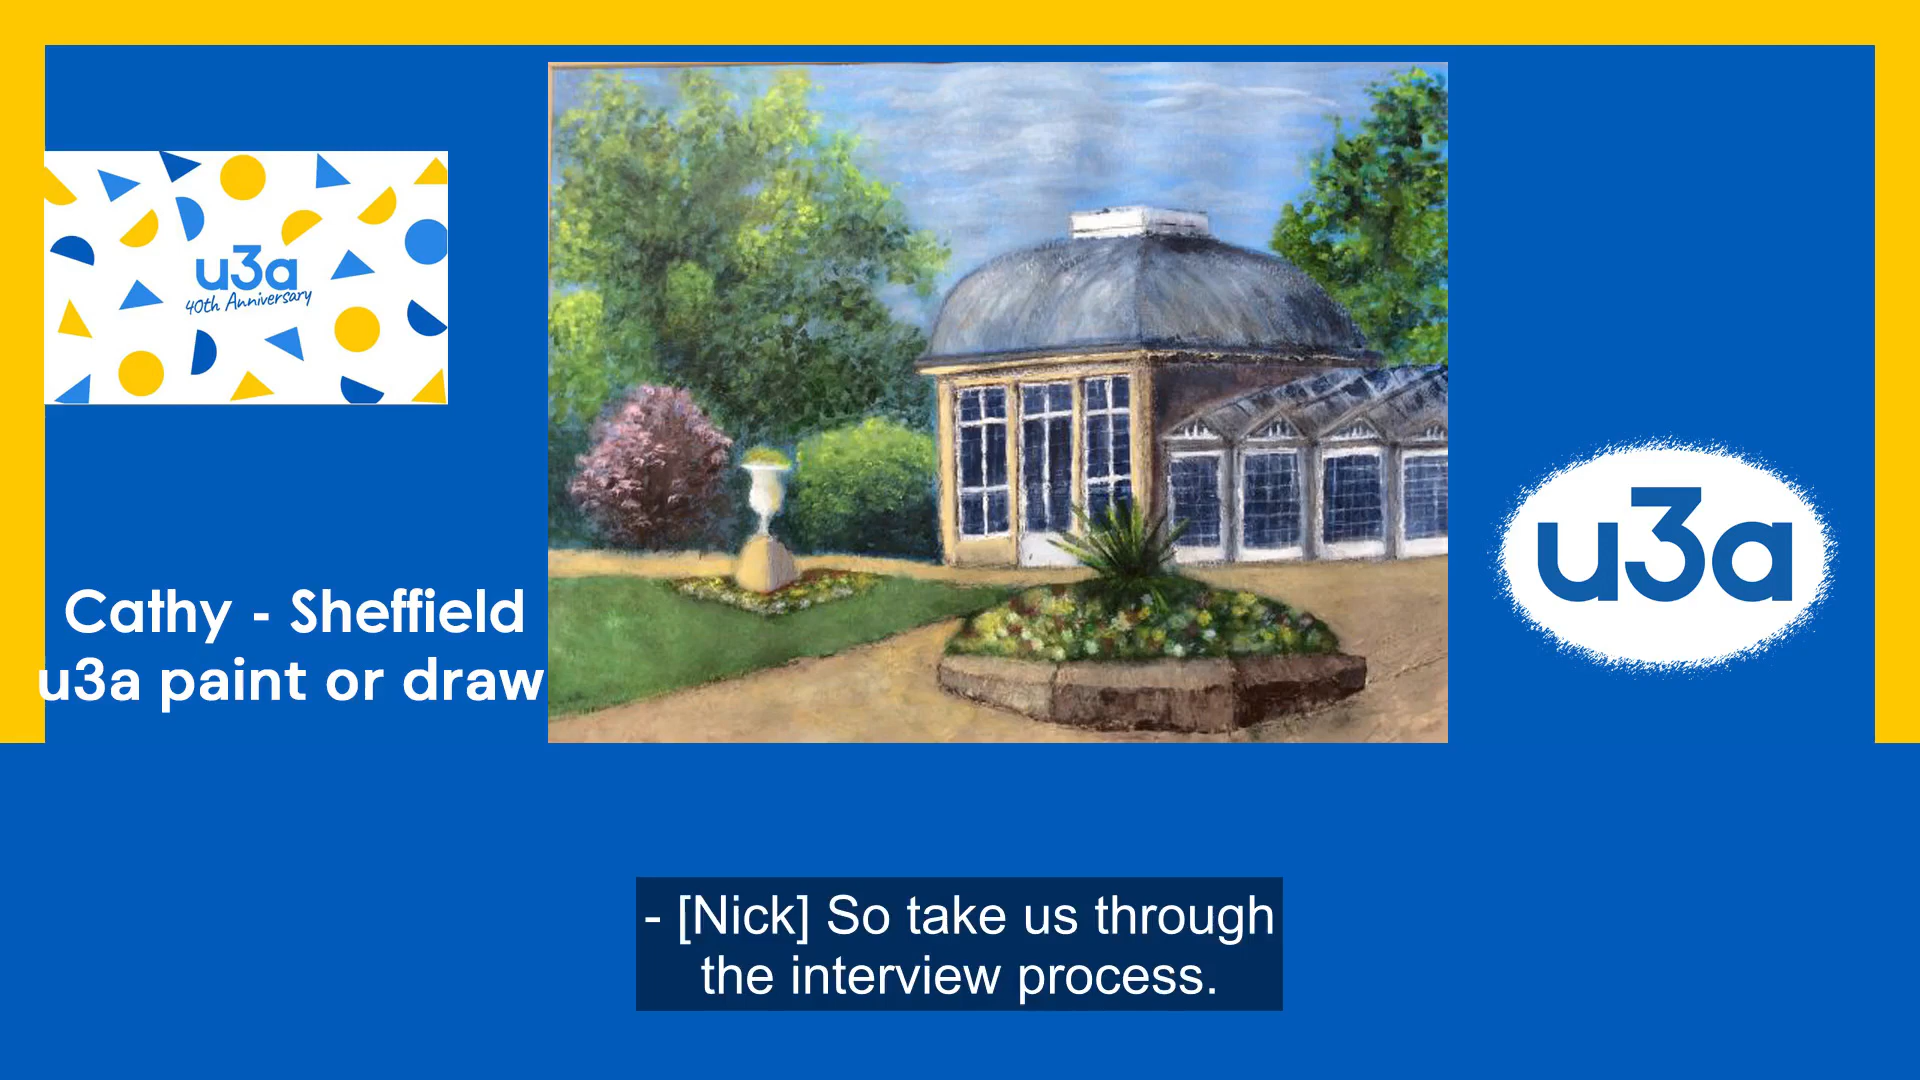 u3a
40th Anniversary
Cathy - Sheffield
u3a paint or draw
u3a
- [Nick] So take us through
the interview process.